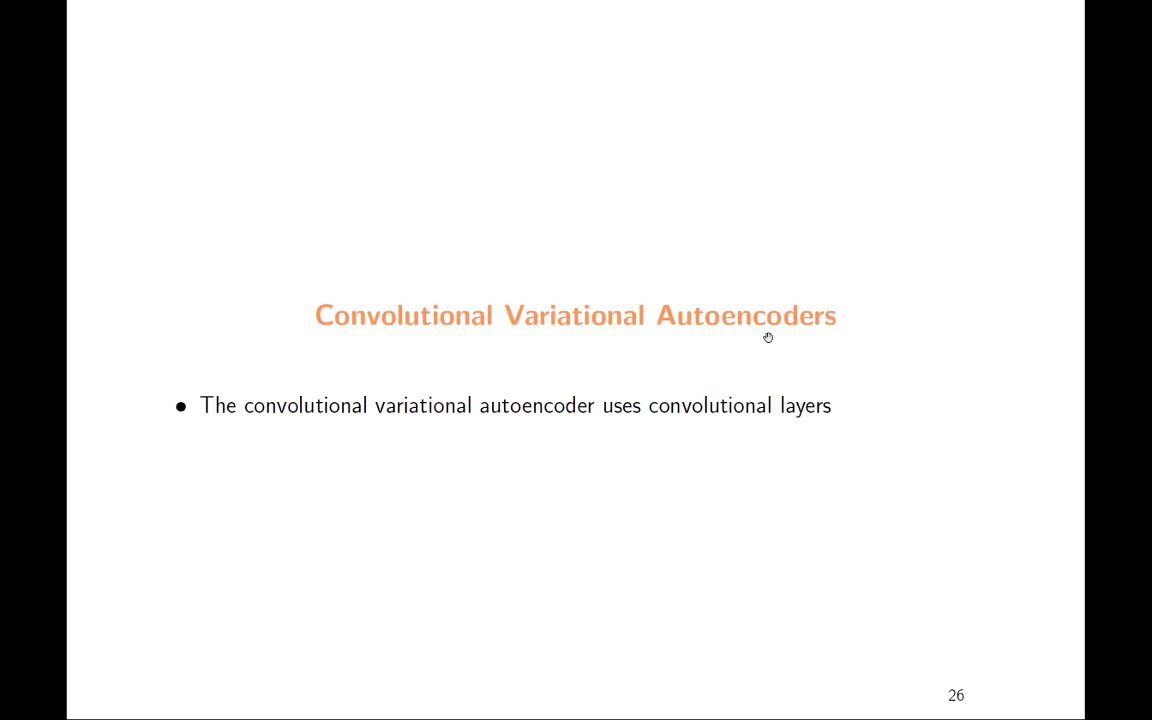 Convolutional Variational Autoencoders
• The convolutional variational autoencoder uses convolutional layers
26